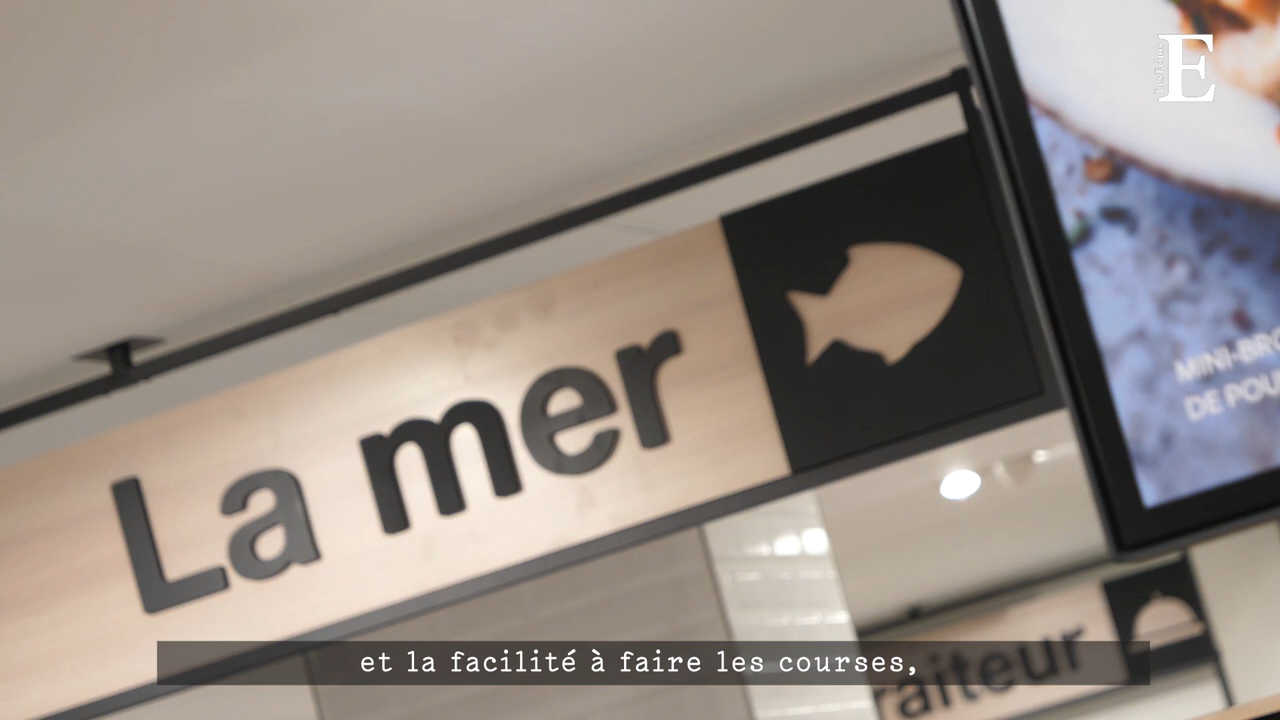 E
La mer
MINI-BRO
DE POU
et la facilité à faire les courses,
raiteur